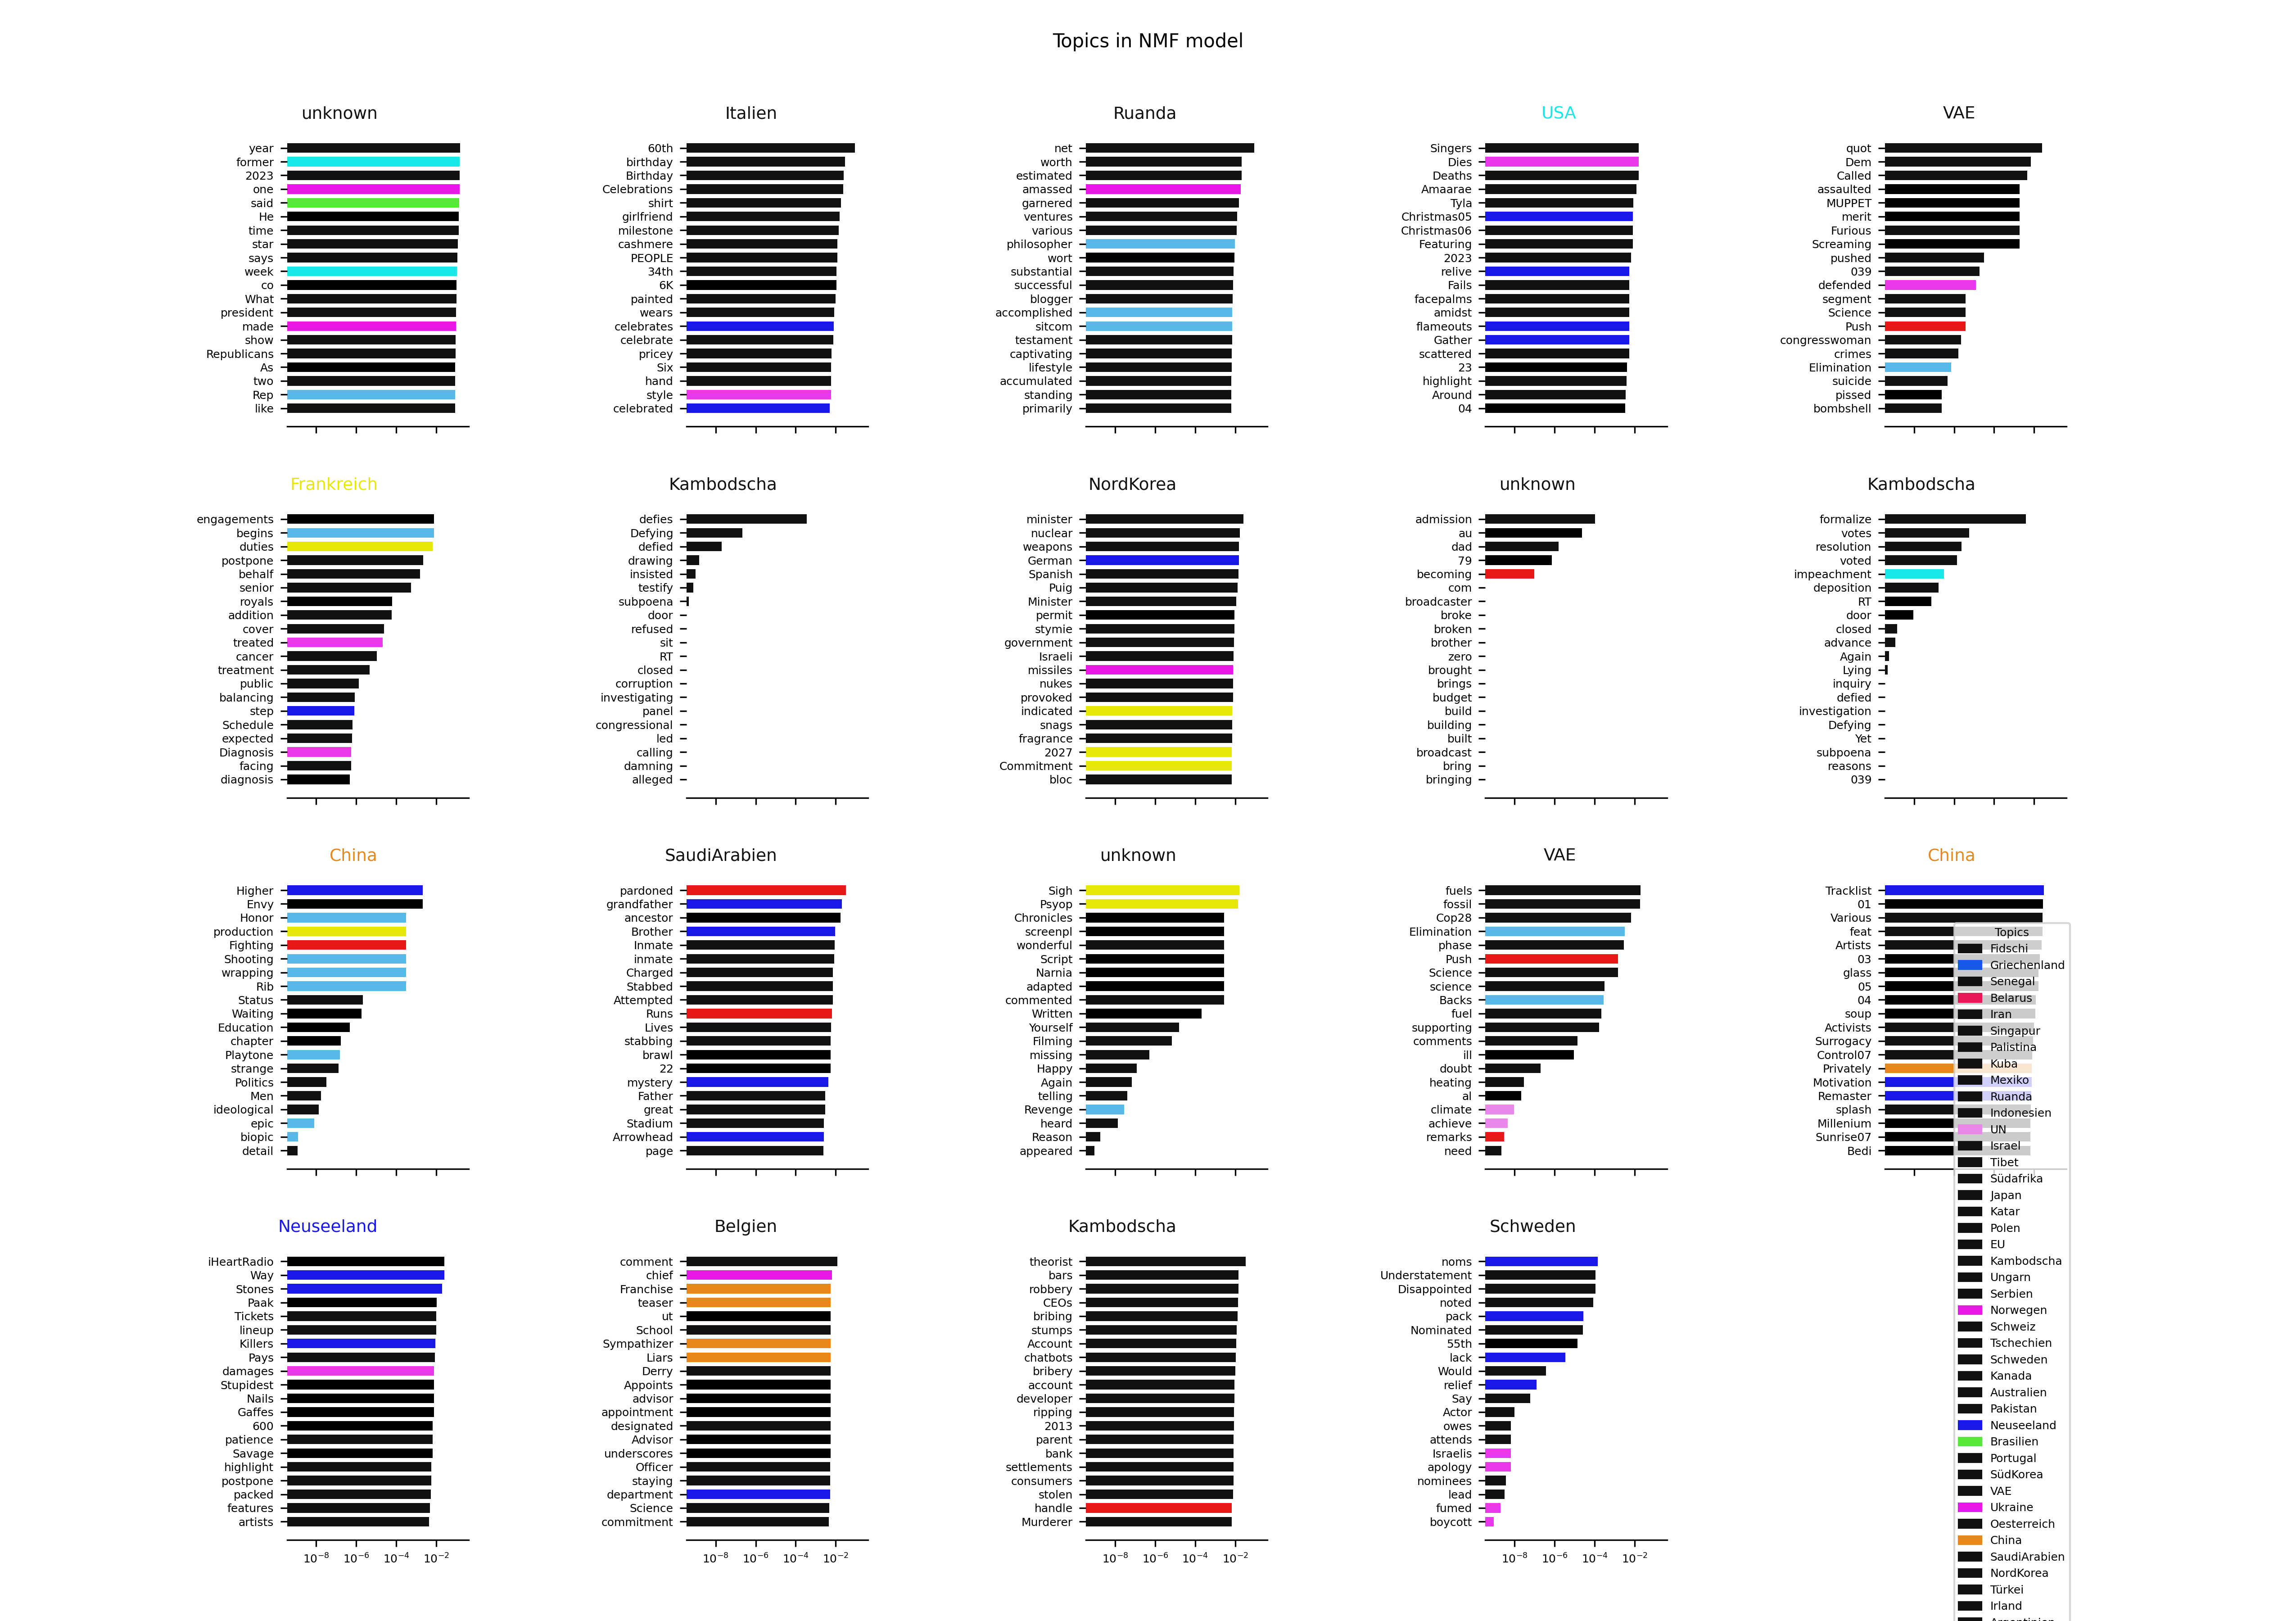 Topics in NMF model
unknown
year
former
2023
one
said
He
time
star
says
week
co
What
president
made
show
Republicans
As
two
Rep
like
Italien
60th
birthday
Birthday
Celebrations
shirt
girlfriend
milestone
cashmere
PEOPLE
34th
6K
painted
wears
celebrates
celebrate
pricey
Six
hand
style
celebrated
Ruanda
net
worth
estimated
amassed
garnered
ventures
various
philosopher
wort
substantial
successful
blogger
accomplished
sitcom
testament
captivating
lifestyle
accumulated
standing
primarily
USA
Singers
Dies
Deaths
Amaarae
Tyla
Christmas05
Christmas06
Featuring
2023
relive
Fails
facepalms
amidst
flameouts
Gather
scattered
23
highlight
Around
04
VAE
quot
Dem
Called
assaulted
MUPPET
merit
Furious
Screaming
pushed
039
defended
segment
Science
Push
congresswoman
crimes
Elimination
suicide
pissed
bombshell
Frankreich
engagements
begins
duties
postpone
behalf
senior
royals
addition
cover
treated
cancer
treatment
public
balancing
step
Schedule
expected
Diagnosis
facing
diagnosis
Kambodscha
defies
Defying
defied
drawing
insisted
testify
subpoena
door
refused
sit
RT
closed
corruption
investigating
panel
congressional
led
calling
damning
alleged
NordKorea
minister
nuclear
weapons
German
Spanish
Puig
Minister
permit
stymie
government
Israeli
missiles
nukes
provoked
indicated
snags
fragrance
2027
Commitment
bloc
unknown
admission
au
dad
79
becoming
com
broadcaster
broke
broken
brother
zero
brought
brings
budget
build
building
built
broadcast
bring
bringing
Kambodscha
formalize
votes
resolution
voted
impeachment
deposition
RT
door
closed
advance
Again
Lying
inquiry
defied
investigation
Defying
Yet
subpoena
reasons
039
China
Higher
Envy
Honor
production
Fighting
Shooting
wrapping
Rib
Status
Waiting
Education
chapter
Playtone
strange
Politics
Men
ideological
epic
biopic
detail
SaudiArabien
pardoned
grandfather
ancestor
Brother
Inmate
inmate
Charged
Stabbed
Attempted
Runs
Lives
stabbing
brawl
22
mystery
Father
great
Stadium
Arrowhead
page
unknown
Sigh
Psyop
Chronicles
screenpl
wonderful
Script
Narnia
adapted
commented
Written
Yourself
Filming
missing
Happy
Again
telling
Revenge
heard
Reason
appeared
VAE
fuels
fossil
Cop28
Elimination
phase
Push
Science
science
Backs
fuel
supporting
comments
ill
doubt
heating
al
climate
achieve
remarks
need
China
Tracklist
01
Various
feat
Artists
03
glass
05
04
soup
Activists
Surrogacy
Control07
Privately
Motivation
Remaster
splash
Millenium
Sunrise07
Bedi
Neuseeland
iHeartRadio
Way
Stones
Paak
Tickets
lineup
Killers
Pays
damages
Stupidest
Nails
Gaffes
600
patience
Savage
highlight
postpone
packed
features
artists
10⁻⁸ 10⁻⁶ 10⁻⁴ 10⁻²
Belgien
comment
chief
Franchise
teaser
ut
School
Sympathizer
Liars
Derry
Appoints
advisor
appointment
designated
Advisor
underscores
Officer
staying
department
Science
commitment
10⁻⁸ 10⁻⁶ 10⁻⁴ 10⁻²
Kambodscha
theorist
bars
robbery
CEOs
bribing
stumps
Account
chatbots
bribery
account
developer
ripping
2013
parent
bank
settlements
consumers
stolen
handle
Murderer
10⁻⁸ 10⁻⁶ 10⁻⁴ 10⁻²
Schweden
noms
Understatement
Disappointed
noted
pack
Nominated
55th
lack
Would
relief
Say
Actor
owes
attends
Israelis
apology
nominees
lead
fumed
boycott
10⁻⁸ 10⁻⁶ 10⁻⁴ 10⁻²
Topics
Fidschi
Griechenland
Senegal
Belarus
Iran
Singapur
Palistina
Kuba
Mexiko
Ruanda
Indonesien
UN
Israel
Tibet
Südafrika
Japan
Katar
Polen
EU
Kambodscha
Ungarn
Serbien
Norwegen
Schweiz
Tschechien
Schweden
Kanada
Australien
Pakistan
Neuseeland
Brasilien
Portugal
SüdKorea
VAE
Ukraine
Oesterreich
China
SaudiArabien
NordKorea
Türkei
Irland